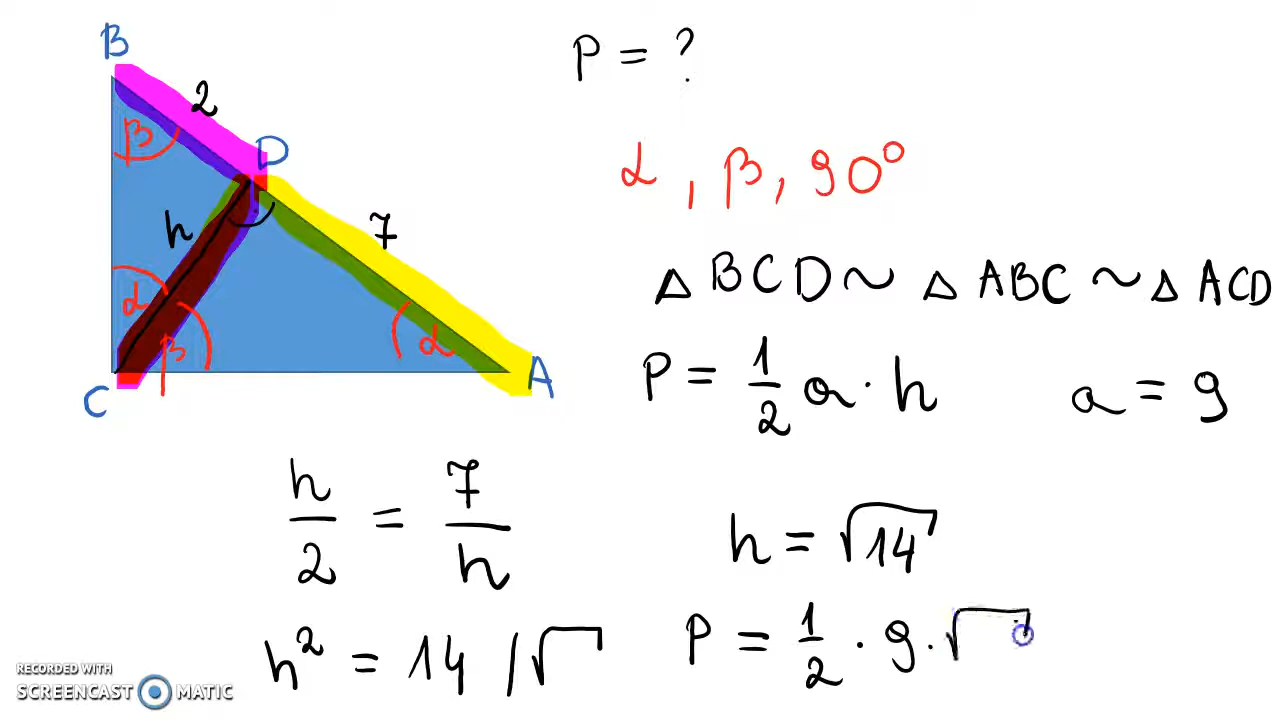 B
2
P = ?
β
D
α, β, 90°
h
7
△BCD ~ △ABC ~ △ACD
α
β
α
C
A
P = 1/2 a · h
a = 9
h/2 = 7/h
h = √14
h² = 14 /√
P = 1/2 · 9 · √
RECORDED WITH
SCREENCAST MATIC